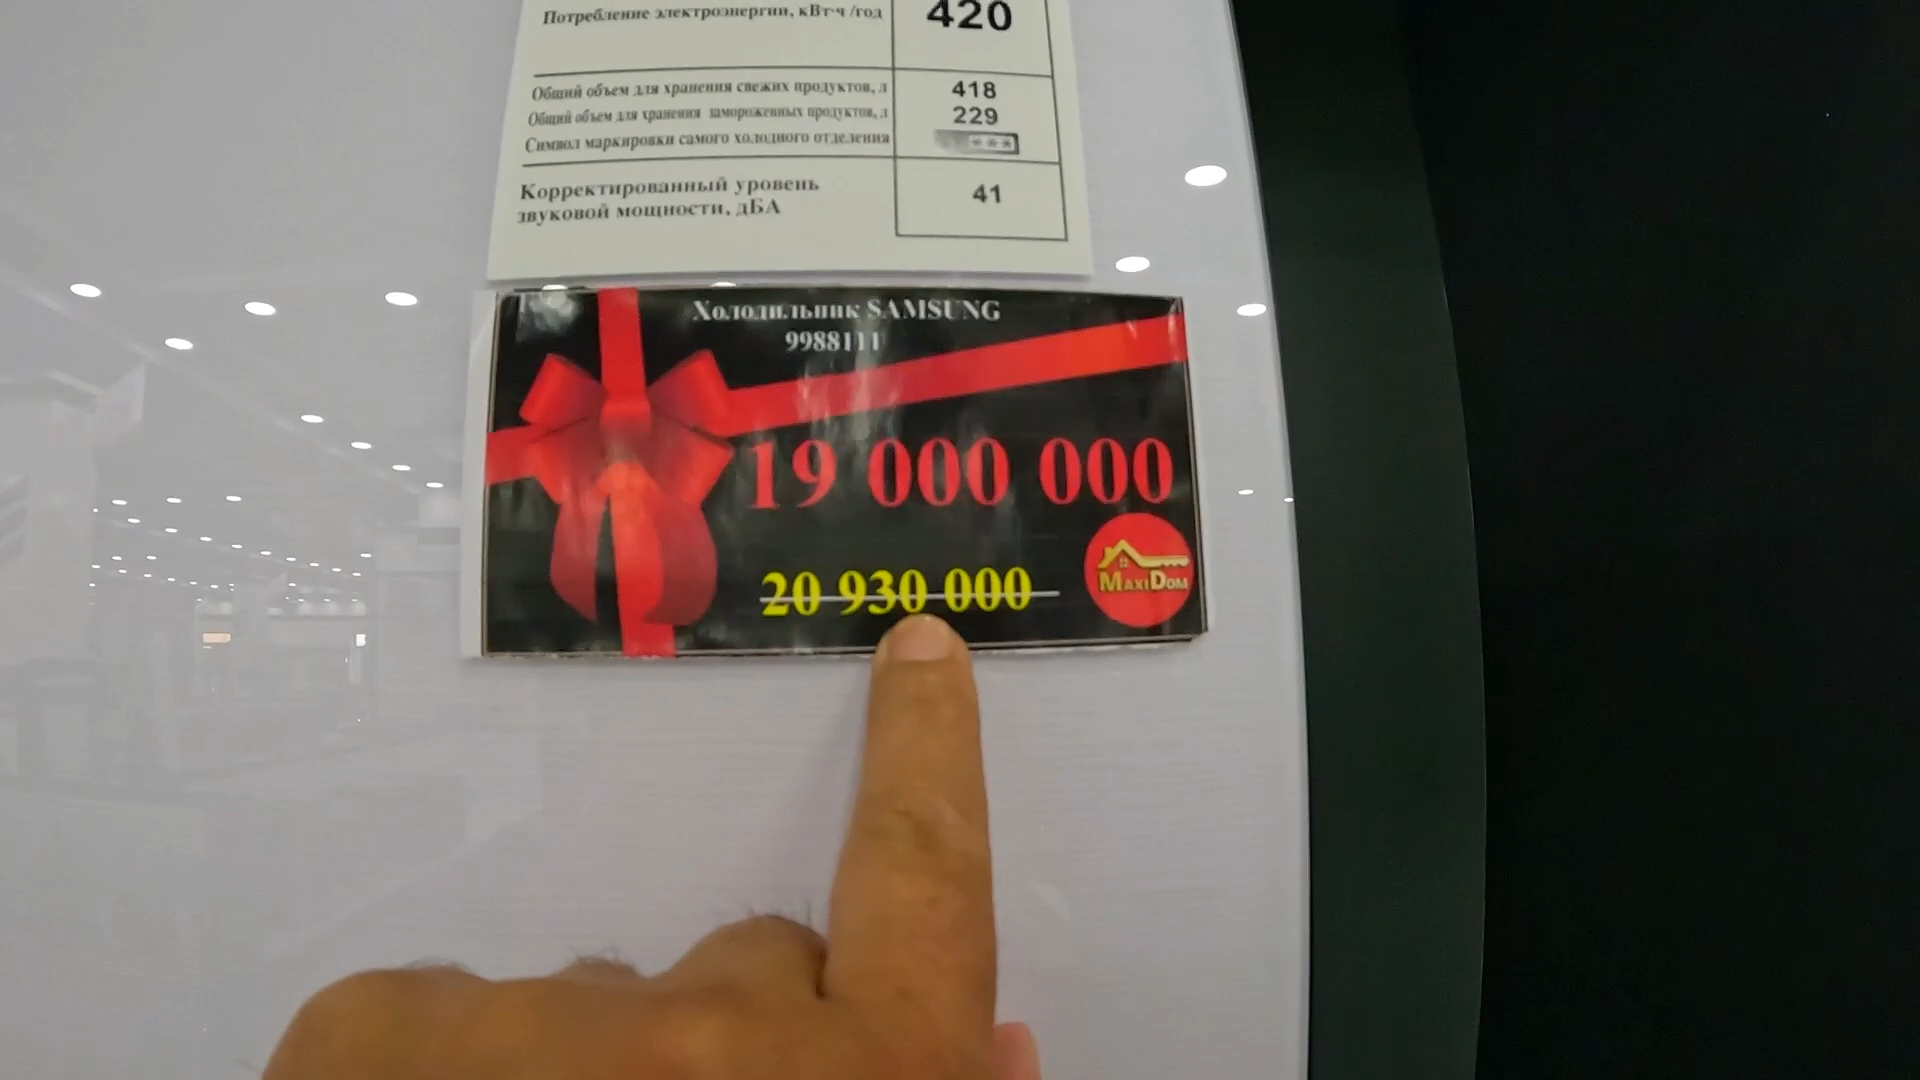 Потребление электроэнергии, кВт·ч /год 420
Общий объем для хранения свежих продуктов, л 418
Общий объем для хранения замороженных продуктов, л 229
Символ маркировки самого холодного отделения ***
Корректированный уровень
звуковой мощности, дБА 41
Холодильник SAMSUNG
9988111
19 000 000
20 930 000
MAXIDOM